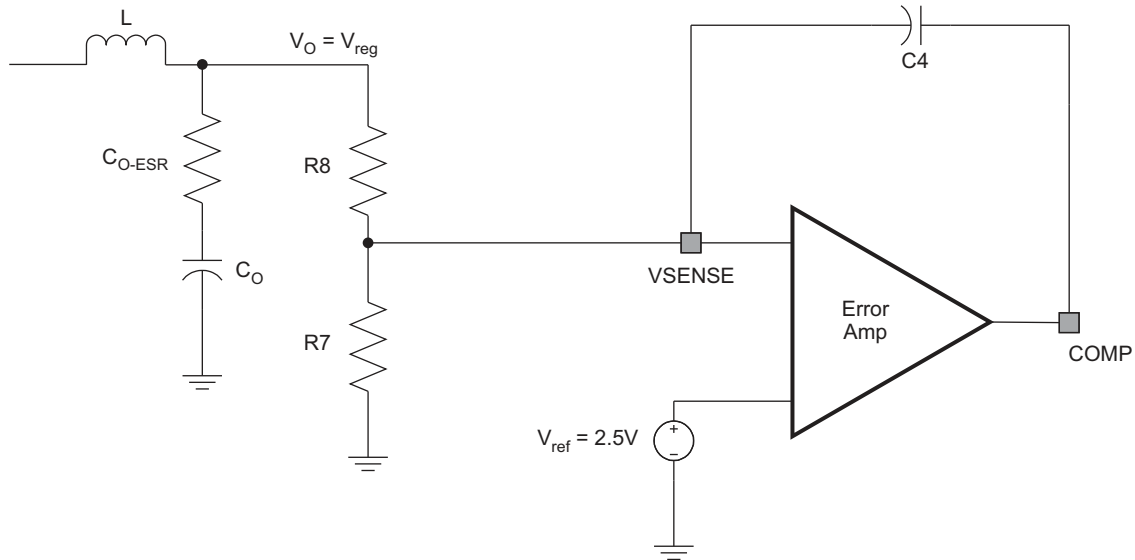 L
V_O = V_reg
C4
C_O-ESR
R8
VSENSE
C_O
Error
Amp
R7
COMP
V_ref = 2.5V
+
−